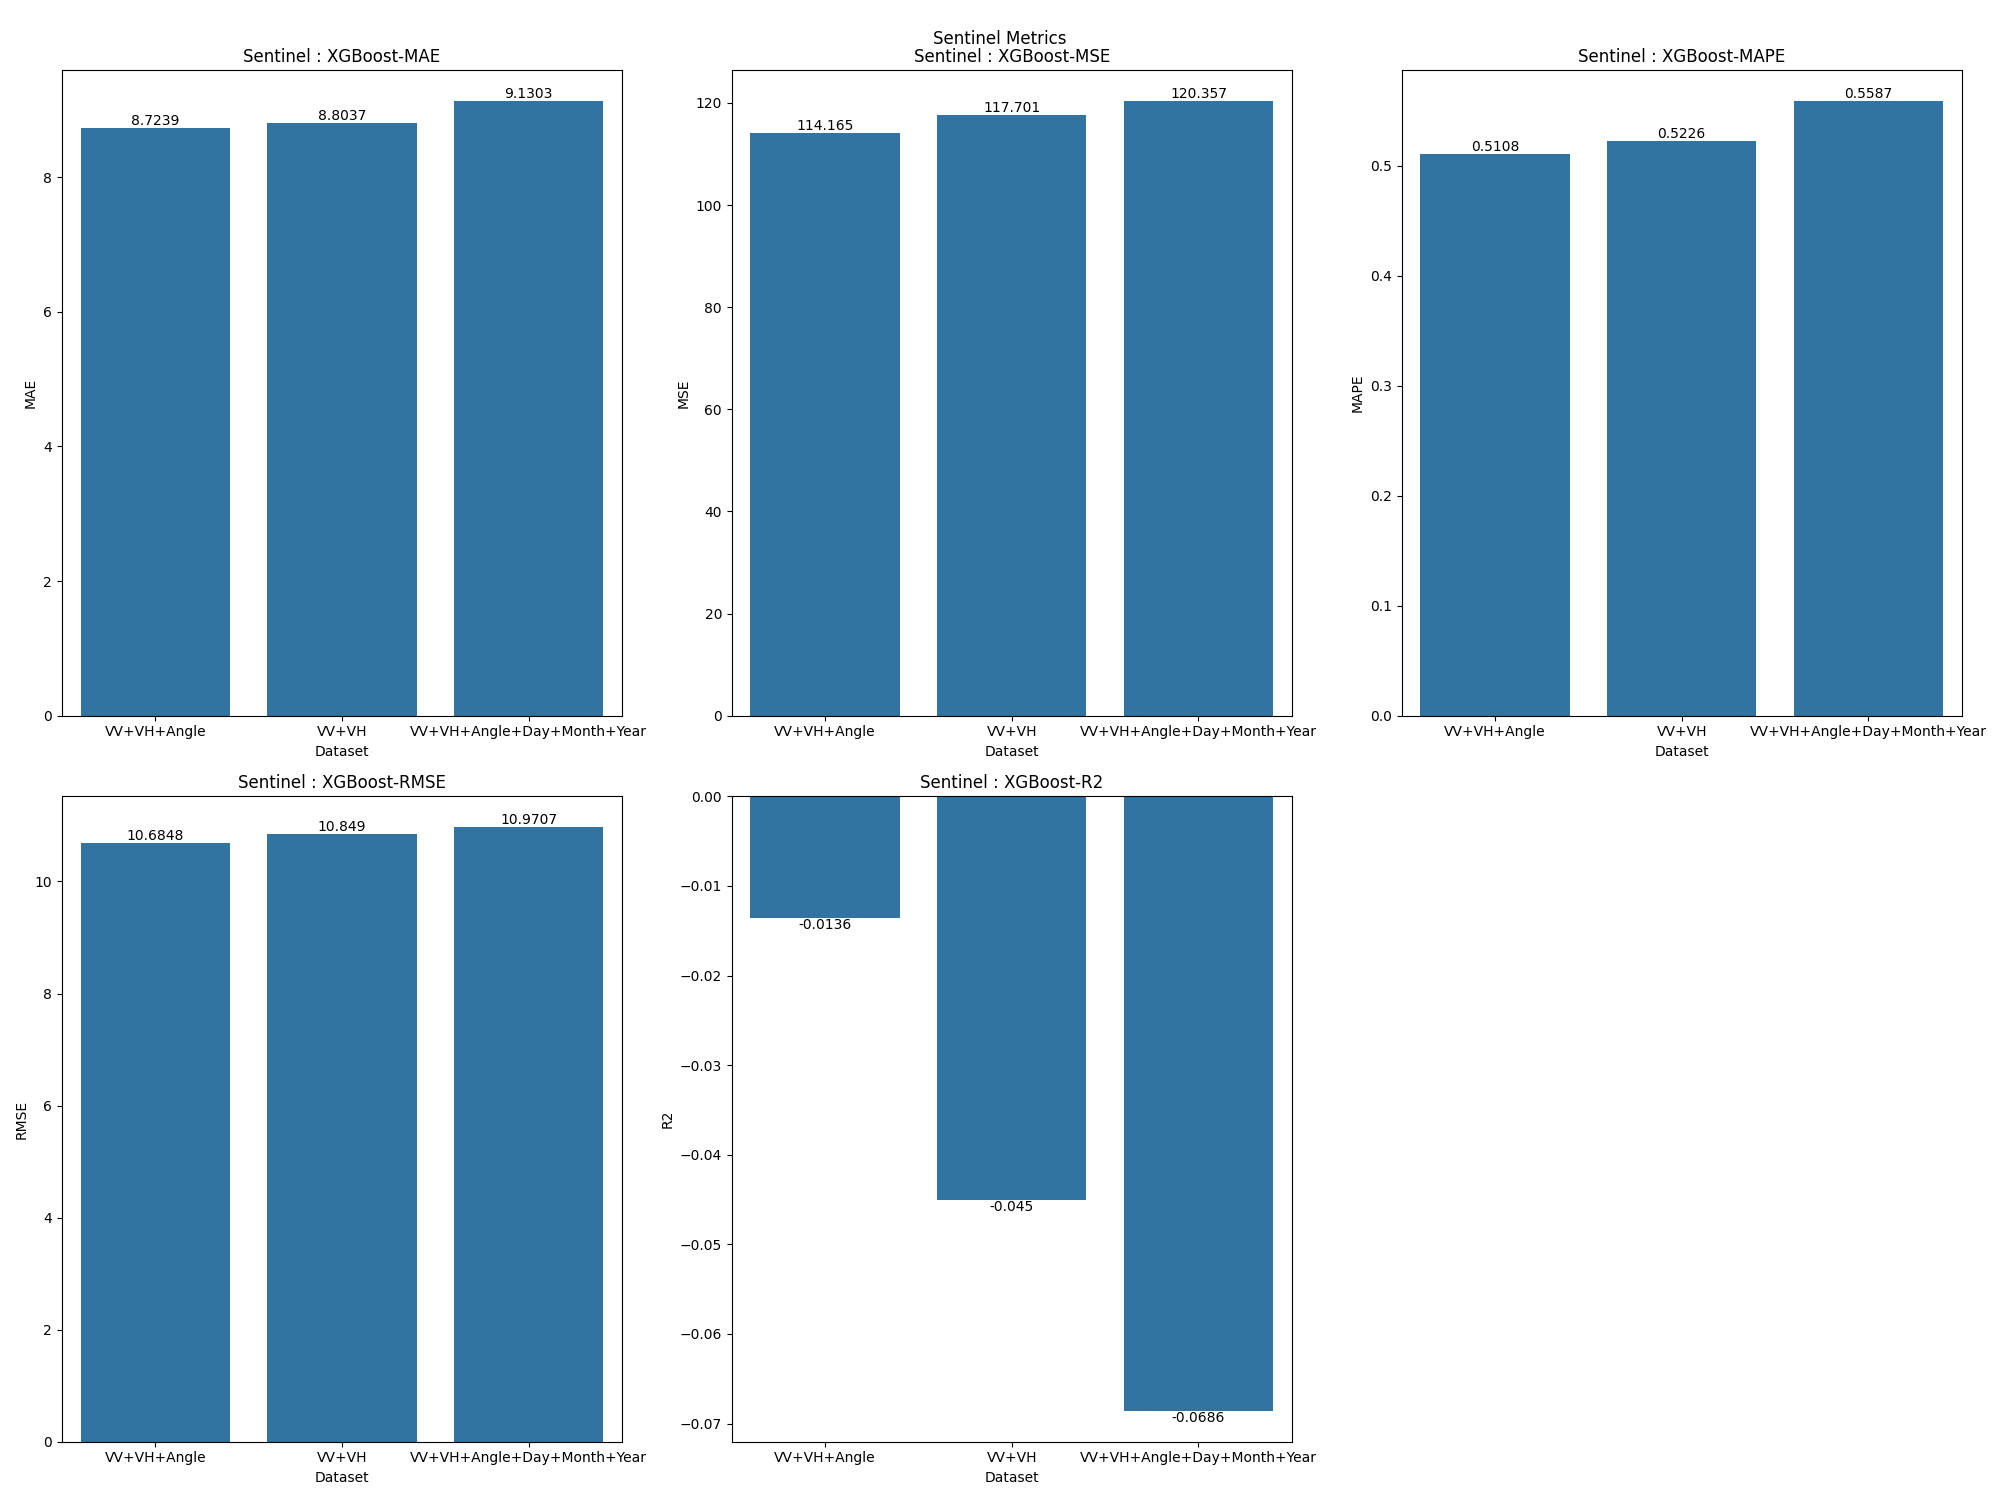 Sentinel Metrics
Sentinel : XGBoost-MAE
MAE
8
6
4
2
0
8.7239
8.8037
9.1303
VV+VH+Angle
VV+VH
VV+VH+Angle+Day+Month+Year
Dataset
Sentinel : XGBoost-MSE
MSE
120
100
80
60
40
20
0
114.165
117.701
120.357
VV+VH+Angle
VV+VH
VV+VH+Angle+Day+Month+Year
Dataset
Sentinel : XGBoost-MAPE
MAPE
0.5
0.4
0.3
0.2
0.1
0.0
0.5108
0.5226
0.5587
VV+VH+Angle
VV+VH
VV+VH+Angle+Day+Month+Year
Dataset
Sentinel : XGBoost-RMSE
RMSE
10
8
6
4
2
0
10.6848
10.849
10.9707
VV+VH+Angle
VV+VH
VV+VH+Angle+Day+Month+Year
Dataset
Sentinel : XGBoost-R2
R2
0.00
−0.01
−0.02
−0.03
−0.04
−0.05
−0.06
−0.07
-0.0136
-0.045
-0.0686
VV+VH+Angle
VV+VH
VV+VH+Angle+Day+Month+Year
Dataset